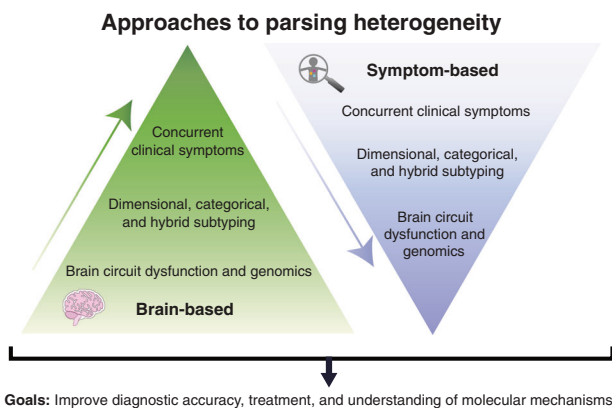 Approaches to parsing heterogeneity
Concurrent
clinical symptoms
Dimensional, categorical,
and hybrid subtyping
Brain circuit dysfunction and genomics
Brain-based
Symptom-based
Concurrent clinical symptoms
Dimensional, categorical,
and hybrid subtyping
Brain circuit
dysfunction and
genomics
Goals: Improve diagnostic accuracy, treatment, and understanding of molecular mechanisms